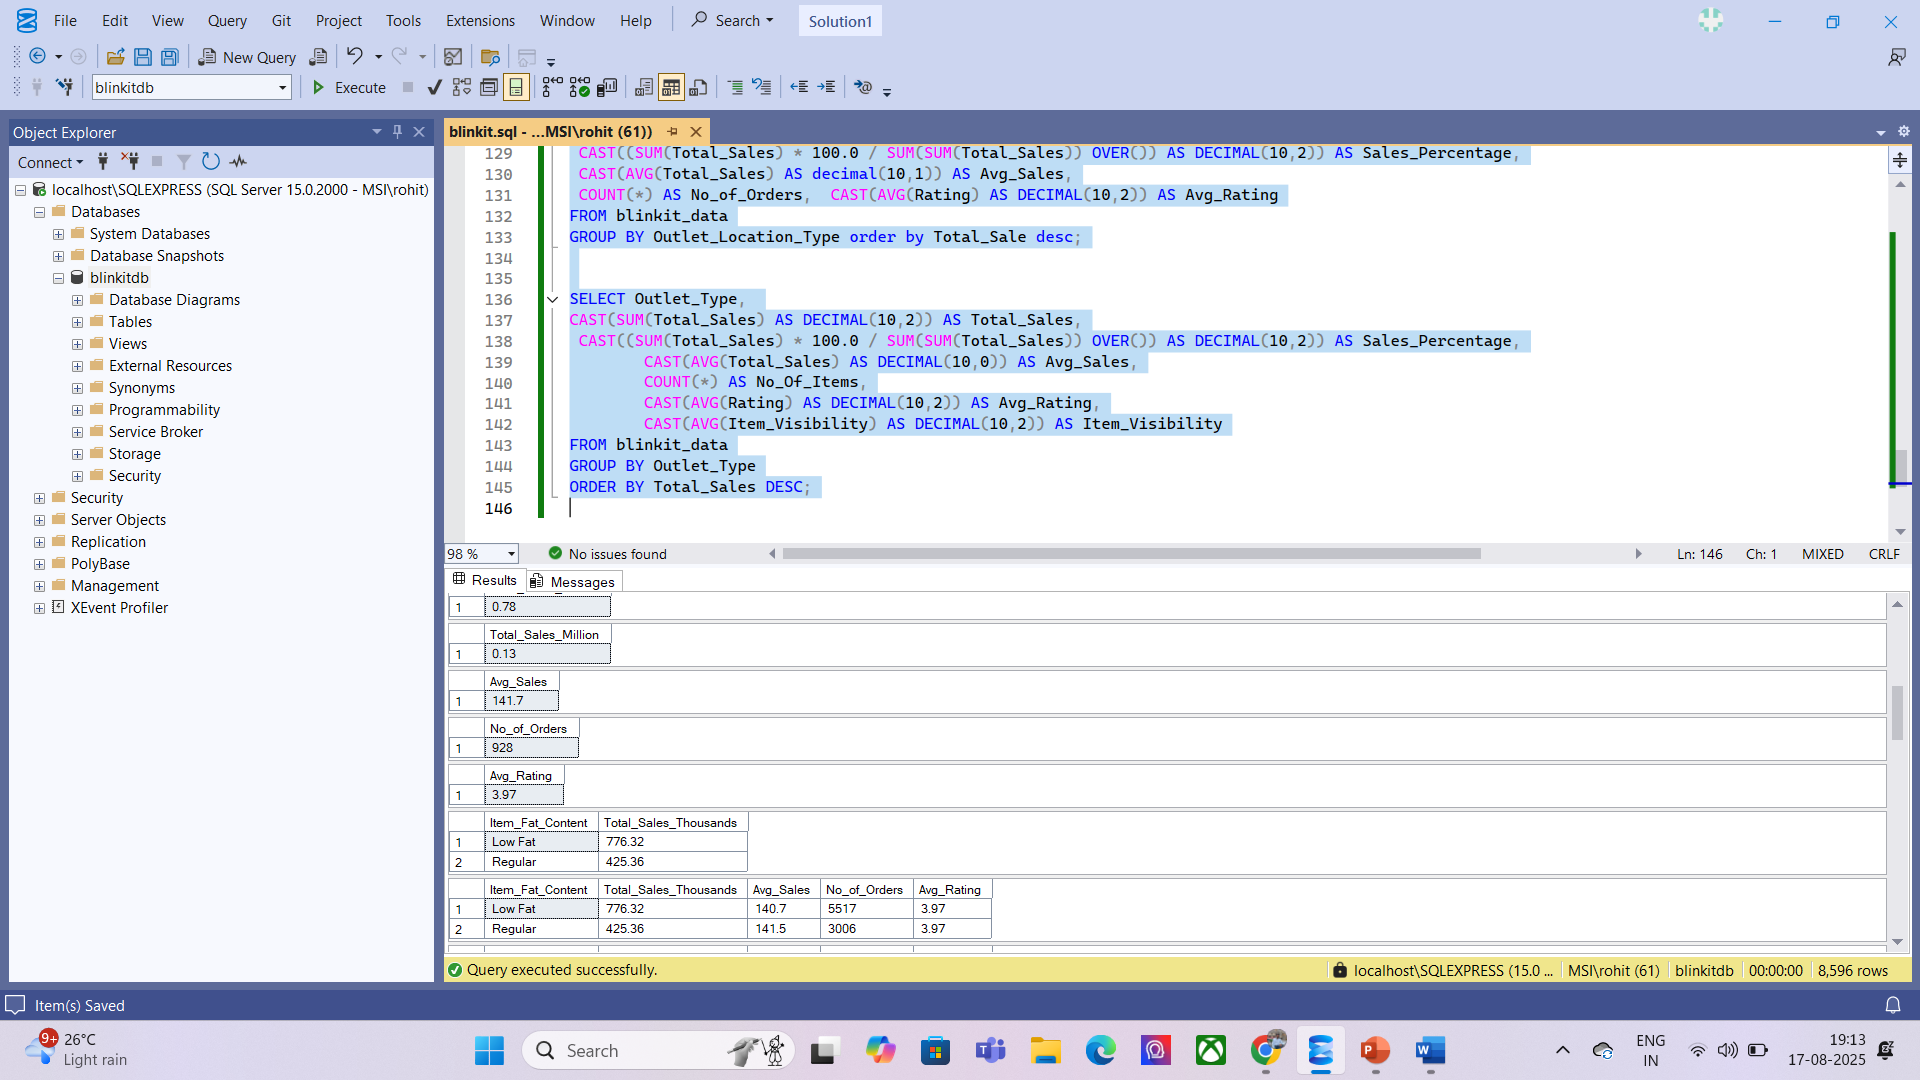 File Edit View Query Git Project Tools Extensions Window Help Search Solution1
New Query
blinkitdb Execute
Object Explorer
Connect
localhost\SQLEXPRESS (SQL Server 15.0.2000 - MSI\rohit)
Databases
System Databases
Database Snapshots
blinkitdb
Database Diagrams
Tables
Views
External Resources
Synonyms
Programmability
Service Broker
Storage
Security
Security
Server Objects
Replication
PolyBase
Management
XEvent Profiler
blinkit.sql - ...MSI\rohit (61))
129 CAST((SUM(Total_Sales) * 100.0 / SUM(SUM(Total_Sales)) OVER()) AS DECIMAL(10,2)) AS Sales_Percentage,
130 CAST(AVG(Total_Sales) AS decimal(10,1)) AS Avg_Sales,
131 COUNT(*) AS No_of_Orders, CAST(AVG(Rating) AS DECIMAL(10,2)) AS Avg_Rating
132 FROM blinkit_data
133 GROUP BY Outlet_Location_Type order by Total_Sale desc;
134
135
136 SELECT Outlet_Type,
137 CAST(SUM(Total_Sales) AS DECIMAL(10,2)) AS Total_Sales,
138 CAST((SUM(Total_Sales) * 100.0 / SUM(SUM(Total_Sales)) OVER()) AS DECIMAL(10,2)) AS Sales_Percentage,
139 CAST(AVG(Total_Sales) AS DECIMAL(10,0)) AS Avg_Sales,
140 COUNT(*) AS No_Of_Items,
141 CAST(AVG(Rating) AS DECIMAL(10,2)) AS Avg_Rating,
142 CAST(AVG(Item_Visibility) AS DECIMAL(10,2)) AS Item_Visibility
143 FROM blinkit_data
144 GROUP BY Outlet_Type
145 ORDER BY Total_Sales DESC;
146
98 % No issues found Ln: 146 Ch: 1 MIXED CRLF
Results Messages
1 0.78
Total_Sales_Million
1 0.13
Avg_Sales
1 141.7
No_of_Orders
1 928
Avg_Rating
1 3.97
Item_Fat_Content Total_Sales_Thousands
1 Low Fat 776.32
2 Regular 425.36
Item_Fat_Content Total_Sales_Thousands Avg_Sales No_of_Orders Avg_Rating
1 Low Fat 776.32 140.7 5517 3.97
2 Regular 425.36 141.5 3006 3.97
Query executed successfully. localhost\SQLEXPRESS (15.0 ... MSI\rohit (61) blinkitdb 00:00:00 8,596 rows
Item(s) Saved
9+ 26°C
Light rain
Search
ENG
IN
19:13
17-08-2025